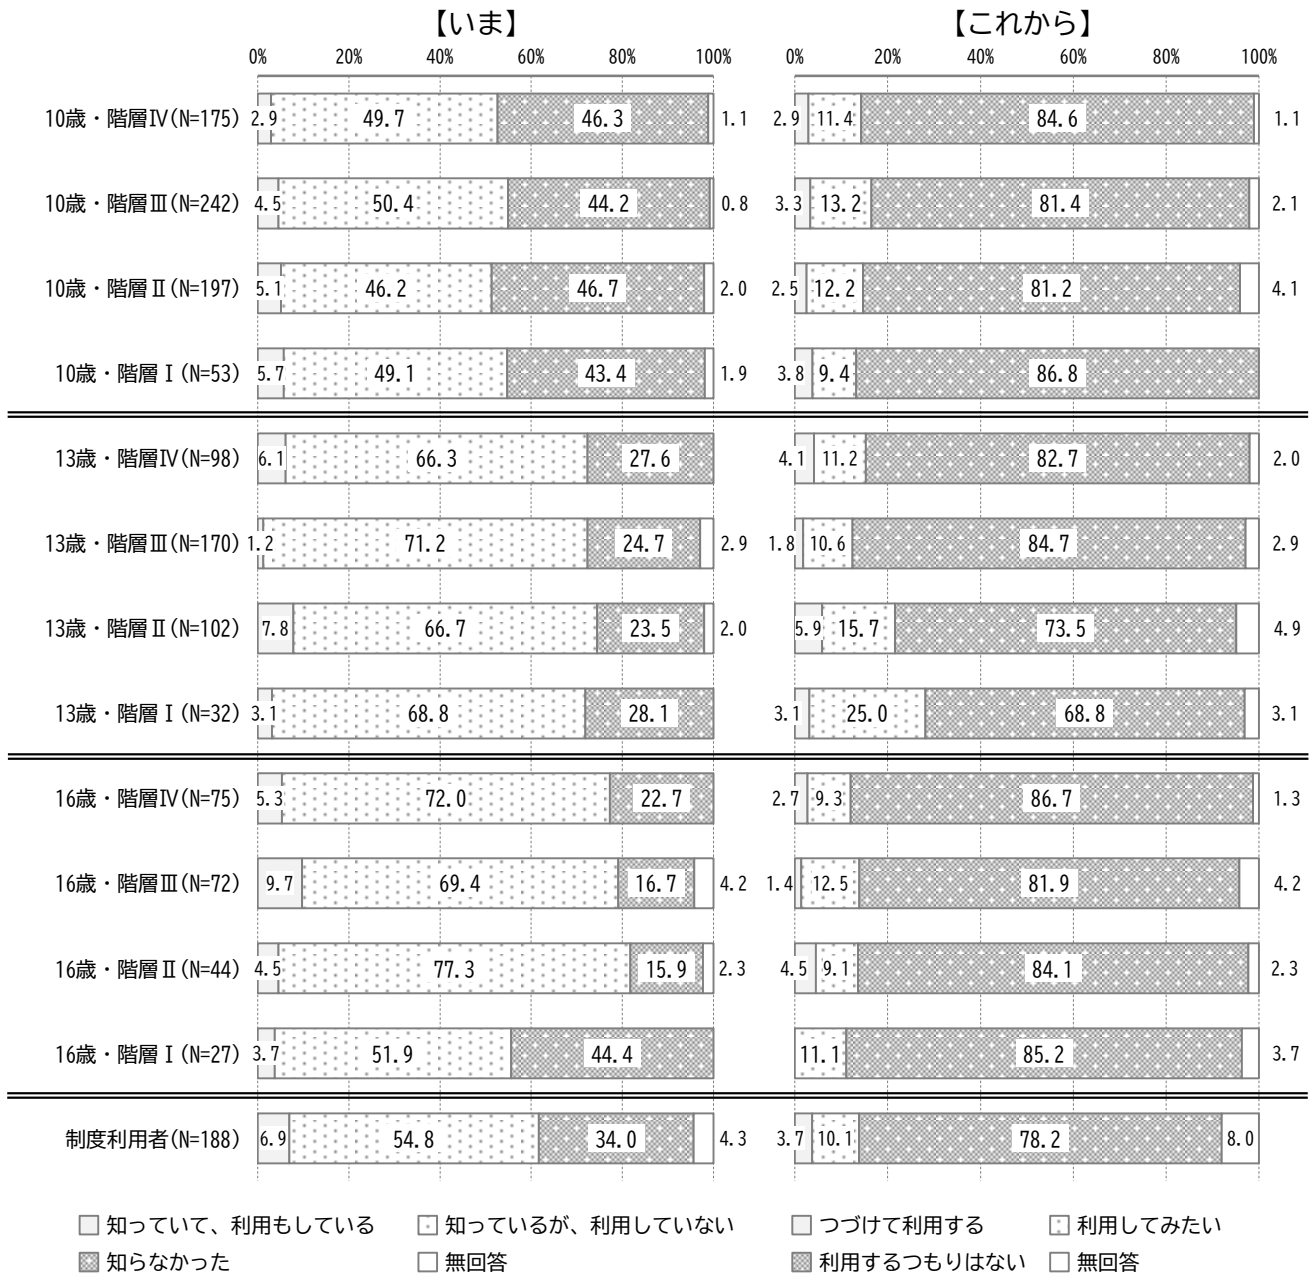 【いま】 【これから】
0% 20% 40% 60% 80% 100% 0% 20% 40% 60% 80% 100%
10歳・階層Ⅳ(N=175) 2.9 49.7 46.3 1.1 2.9 11.4 84.6 1.1
10歳・階層Ⅲ(N=242) 4.5 50.4 44.2 0.8 3.3 13.2 81.4 2.1
10歳・階層Ⅱ(N=197) 5.1 46.2 46.7 2.0 2.5 12.2 81.2 4.1
10歳・階層Ⅰ(N=53) 5.7 49.1 43.4 1.9 3.8 9.4 86.8
13歳・階層Ⅳ(N=98) 6.1 66.3 27.6 4.1 11.2 82.7 2.0
13歳・階層Ⅲ(N=170) 1.2 71.2 24.7 2.9 1.8 10.6 84.7 2.9
13歳・階層Ⅱ(N=102) 7.8 66.7 23.5 2.0 5.9 15.7 73.5 4.9
13歳・階層Ⅰ(N=32) 3.1 68.8 28.1 3.1 25.0 68.8 3.1
16歳・階層Ⅳ(N=75) 5.3 72.0 22.7 2.7 9.3 86.7 1.3
16歳・階層Ⅲ(N=72) 9.7 69.4 16.7 4.2 1.4 12.5 81.9 4.2
16歳・階層Ⅱ(N=44) 4.5 77.3 15.9 2.3 4.5 9.1 84.1 2.3
16歳・階層Ⅰ(N=27) 3.7 51.9 44.4 11.1 85.2 3.7
制度利用者(N=188) 6.9 54.8 34.0 4.3 3.7 10.1 78.2 8.0
知っていて、利用もしている 知っているが、利用していない つづけて利用する 利用してみたい
知らなかった 無回答 利用するつもりはない 無回答